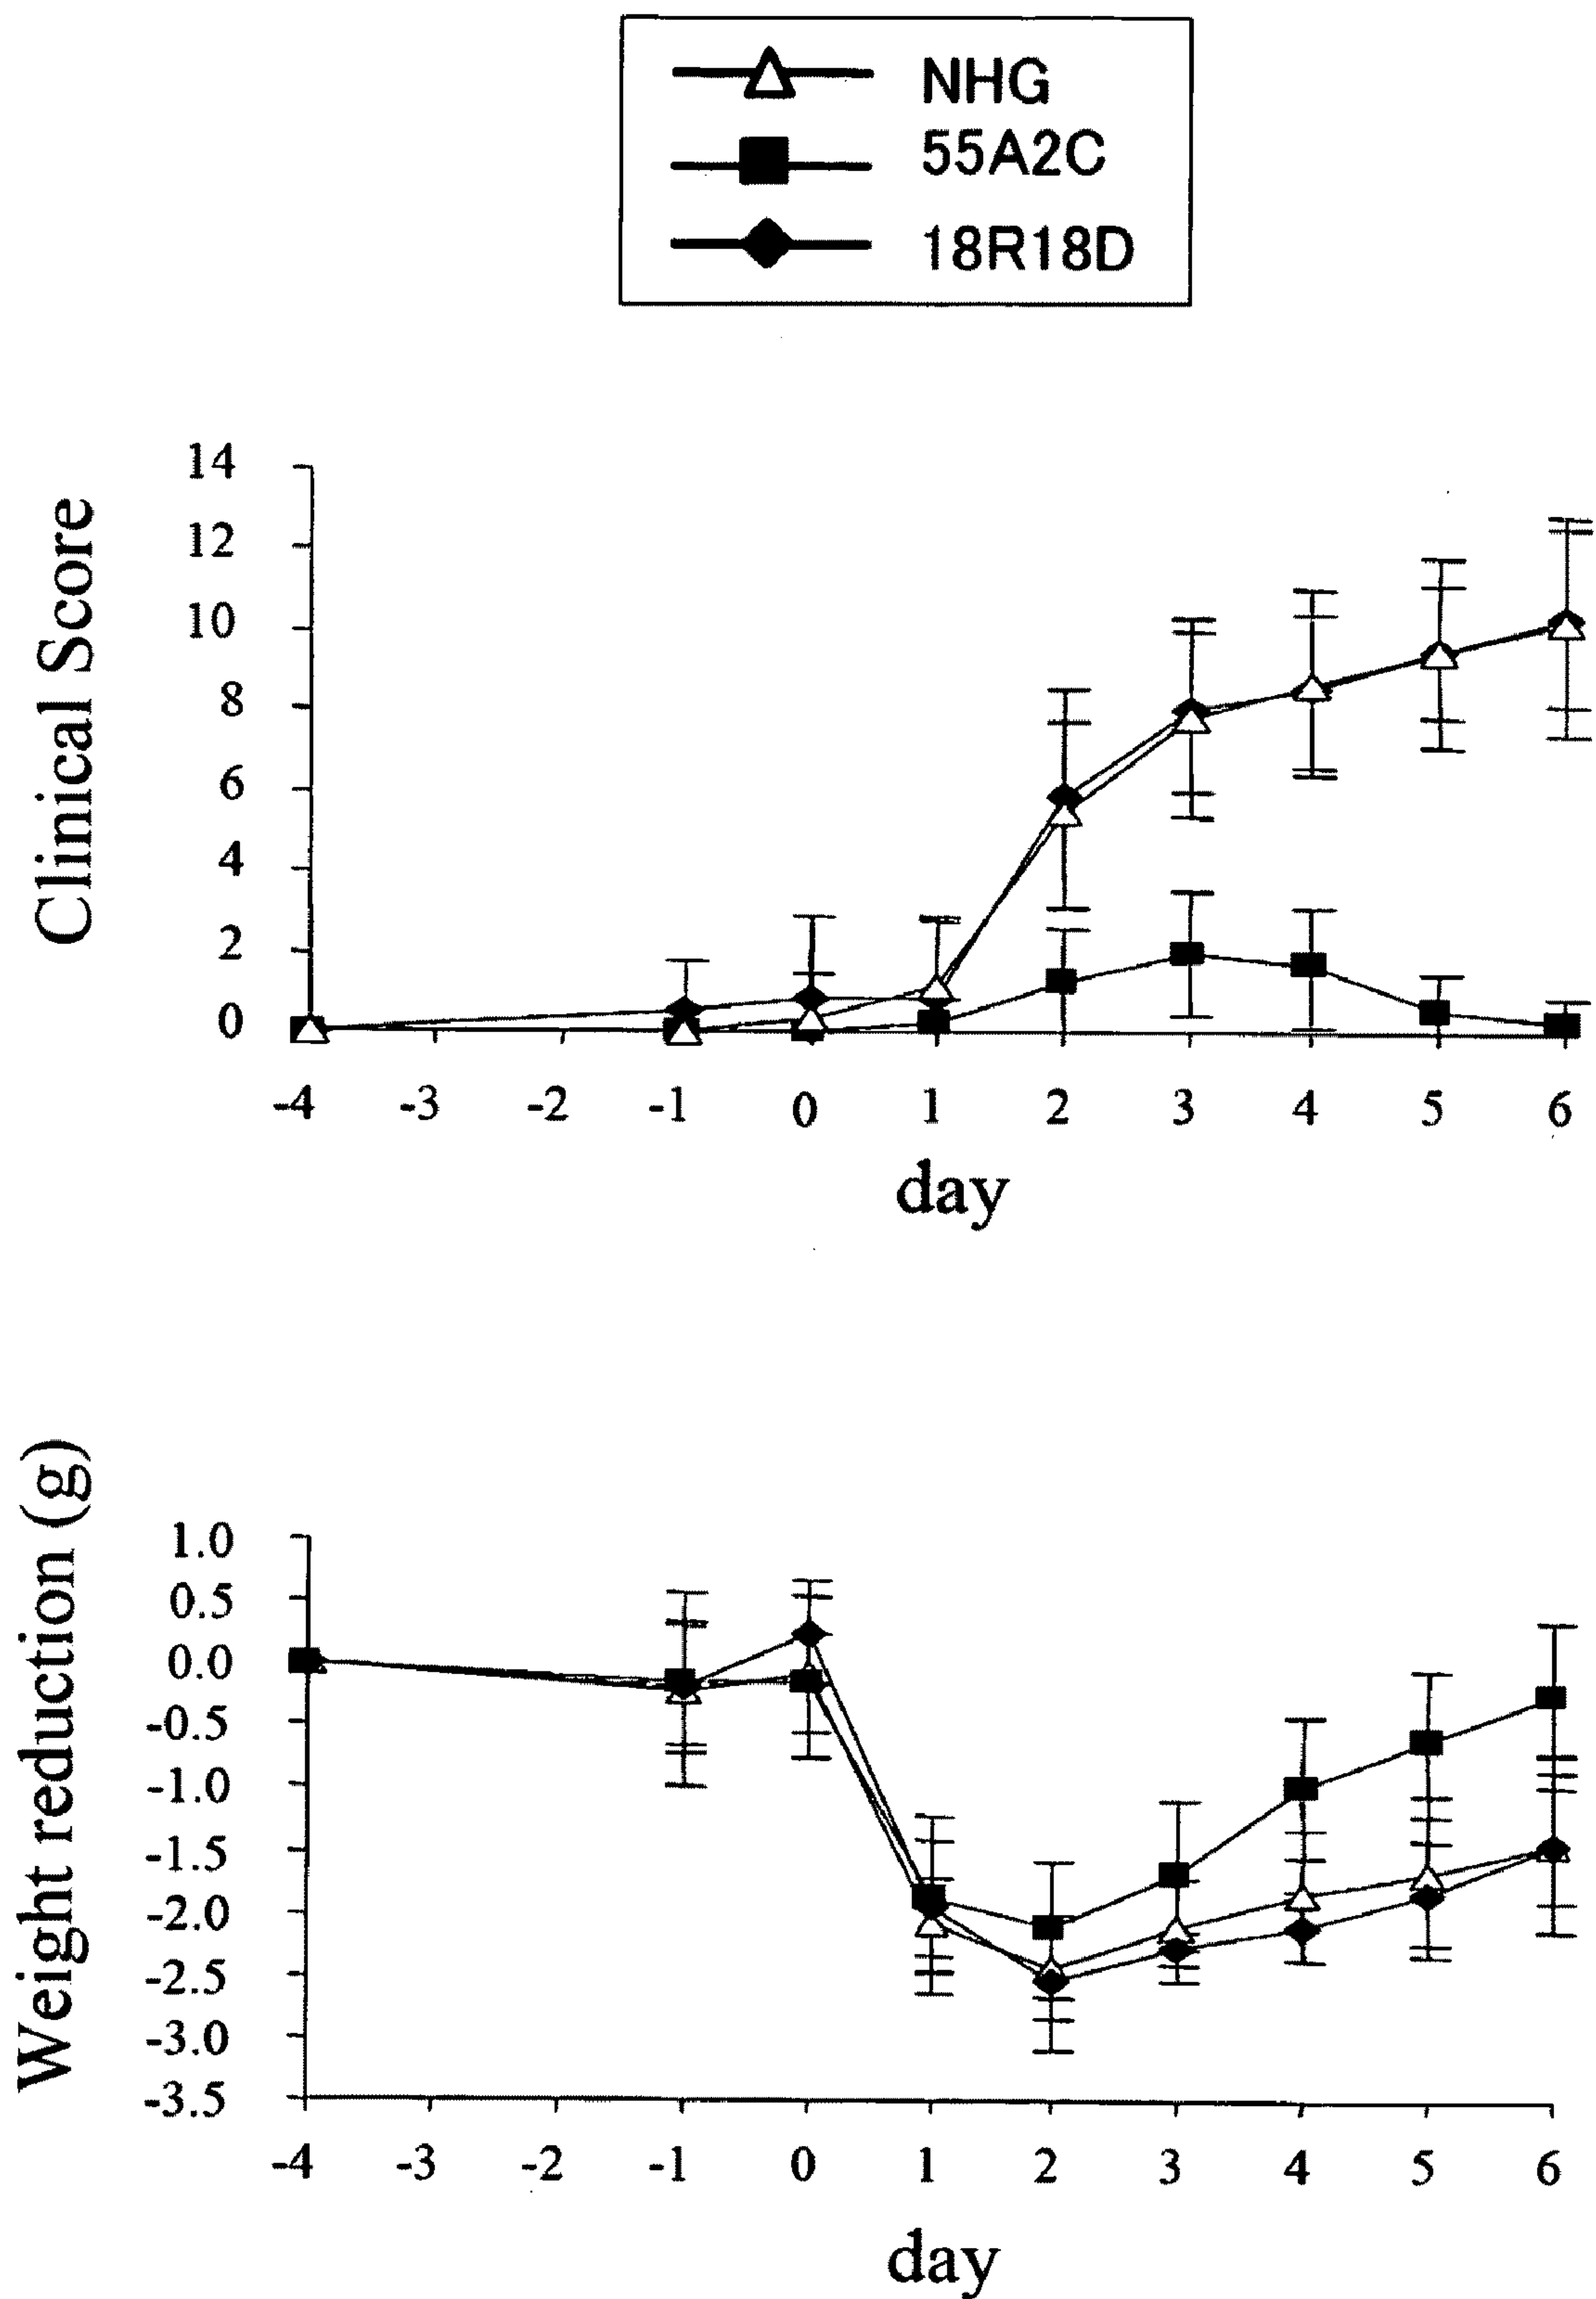 NHG
55A2C
18R18D
Clinical Score
14
12
10
8
6
4
2
0
-4 -3 -2 -1 0 1 2 3 4 5 6
day
Weight reduction (g)
1.0
0.5
0.0
-0.5
-1.0
-1.5
-2.0
-2.5
-3.0
-3.5
-4 -3 -2 -1 0 1 2 3 4 5 6
day